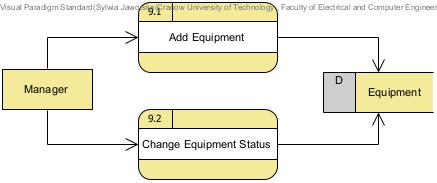 Visual Paradigm Standard(Sylwia Jaworska(Cracow University of Technology - Faculty of Electrical and Computer Engineer
9.1
Add Equipment
Manager
D
Equipment
9.2
Change Equipment Status